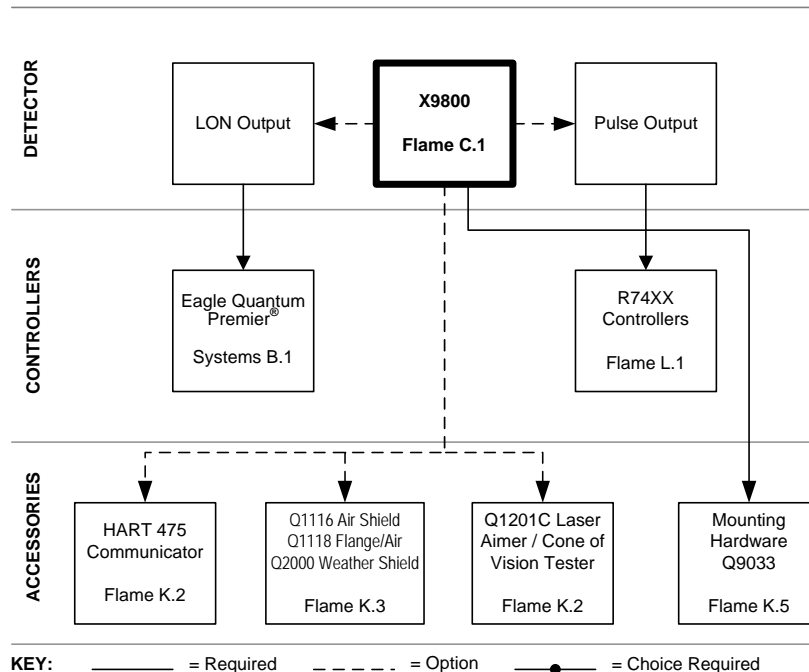 DETECTOR
LON Output
X9800
Flame C.1
Pulse Output
CONTROLLERS
Eagle Quantum
Premier®
Systems B.1
R74XX
Controllers
Flame L.1
ACCESSORIES
HART 475
Communicator
Flame K.2
Q1116 Air Shield
Q1118 Flange/Air
Q2000 Weather Shield
Flame K.3
Q1201C Laser
Aimer / Cone of
Vision Tester
Flame K.2
Mounting
Hardware
Q9033
Flame K.5
KEY: = Required = Option = Choice Required